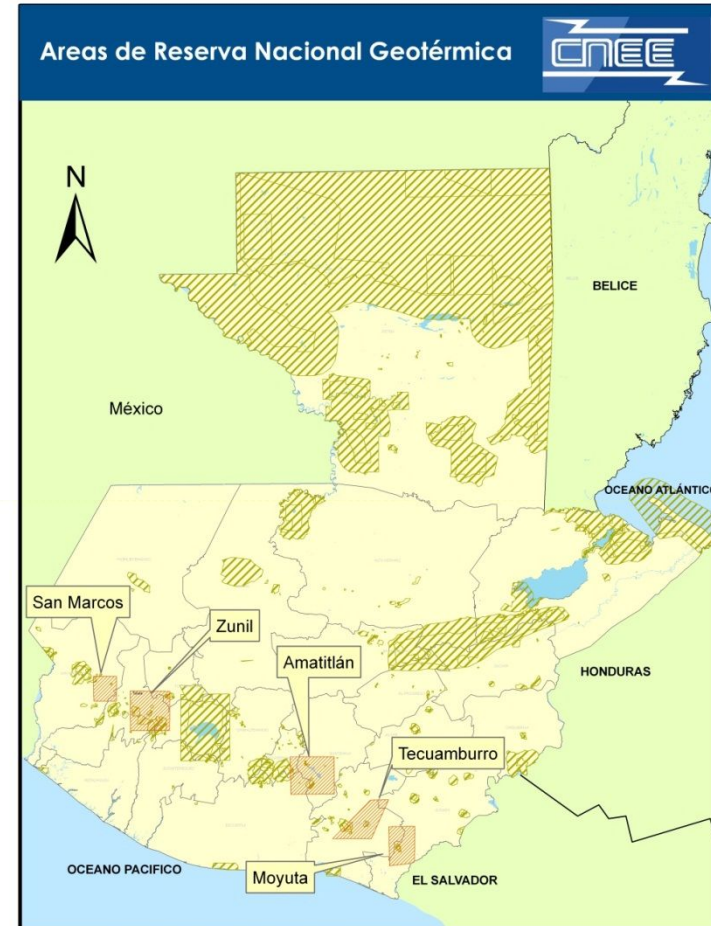 Areas de Reserva Nacional Geotérmica
CNEE
N
BELICE
México
OCEANO ATLÁNTICO
San Marcos
Zunil
Amatitlán
HONDURAS
Tecuamburro
OCEANO PACIFICO
Moyuta
EL SALVADOR